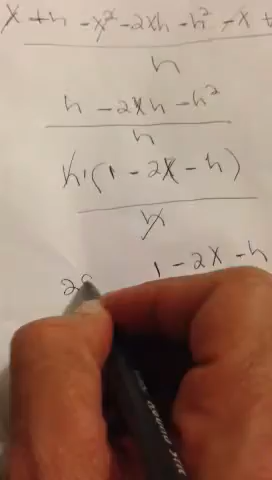 x + h - x² - 2xh - h² - x +
h
h - 2xh - h²
h
h(1 - 2x - h)
h
1 - 2x - h